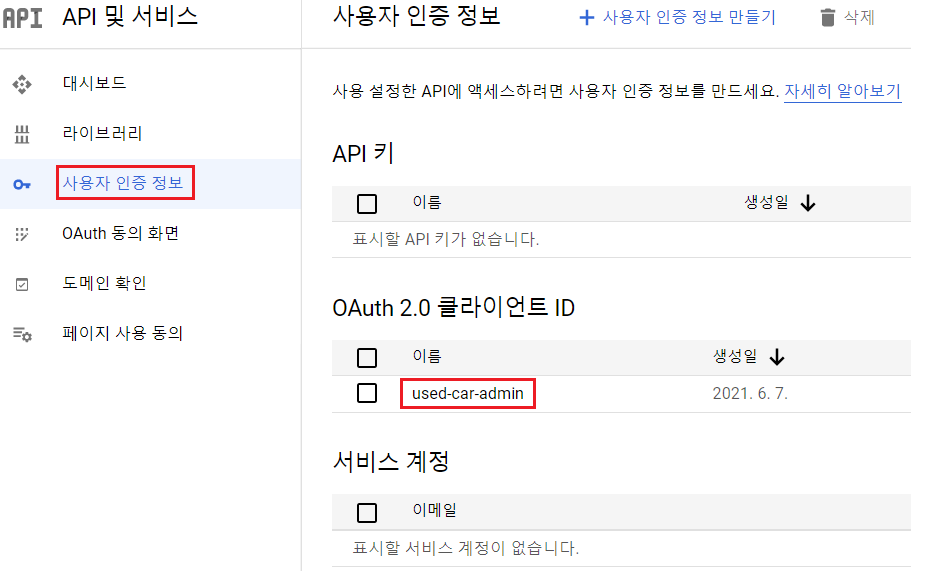 API API 및 서비스
대시보드
라이브러리
사용자 인증 정보
OAuth 동의 화면
도메인 확인
페이지 사용 동의
사용자 인증 정보 + 사용자 인증 정보 만들기 삭제
사용 설정한 API에 액세스하려면 사용자 인증 정보를 만드세요. 자세히 알아보기
API 키
이름 생성일
표시할 API 키가 없습니다.
OAuth 2.0 클라이언트 ID
이름 생성일
used-car-admin 2021. 6. 7.
서비스 계정
이메일
표시할 서비스 계정이 없습니다.